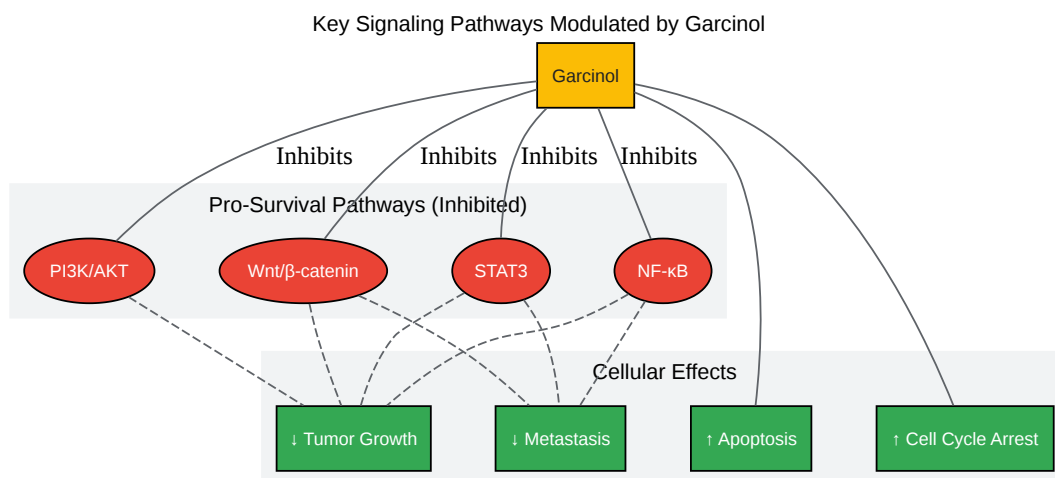 Key Signaling Pathways Modulated by Garcinol
Garcinol
Inhibits
Inhibits
Inhibits
Inhibits
Pro-Survival Pathways (Inhibited)
PI3K/AKT
Wnt/β-catenin
STAT3
NF-κB
Cellular Effects
↓ Tumor Growth
↓ Metastasis
↑ Apoptosis
↑ Cell Cycle Arrest